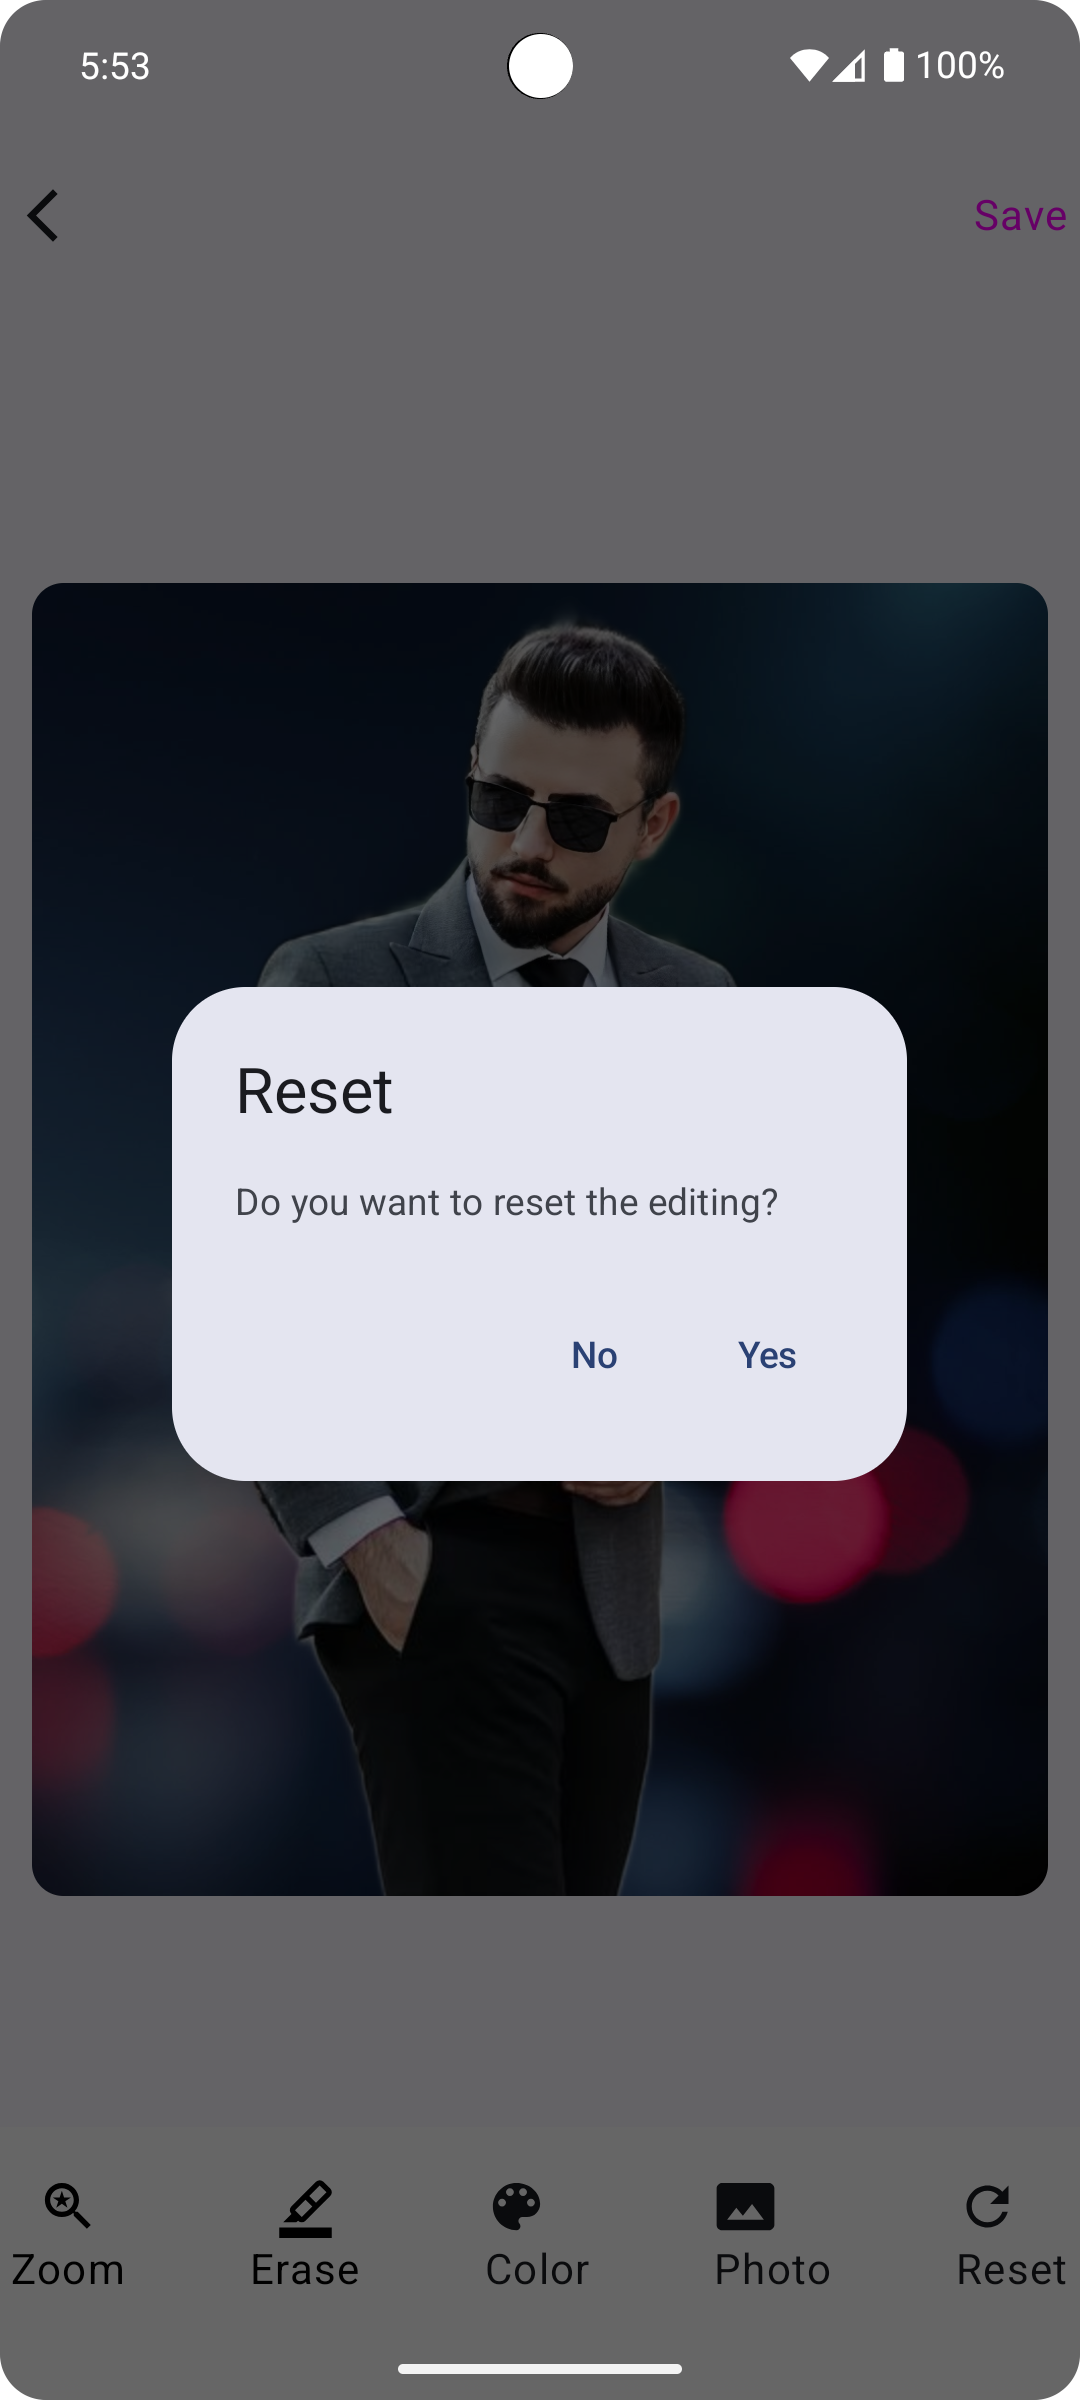 5:53
100%
Save
Reset
Do you want to reset the editing?
No
Yes
Zoom
Erase
Color
Photo
Reset